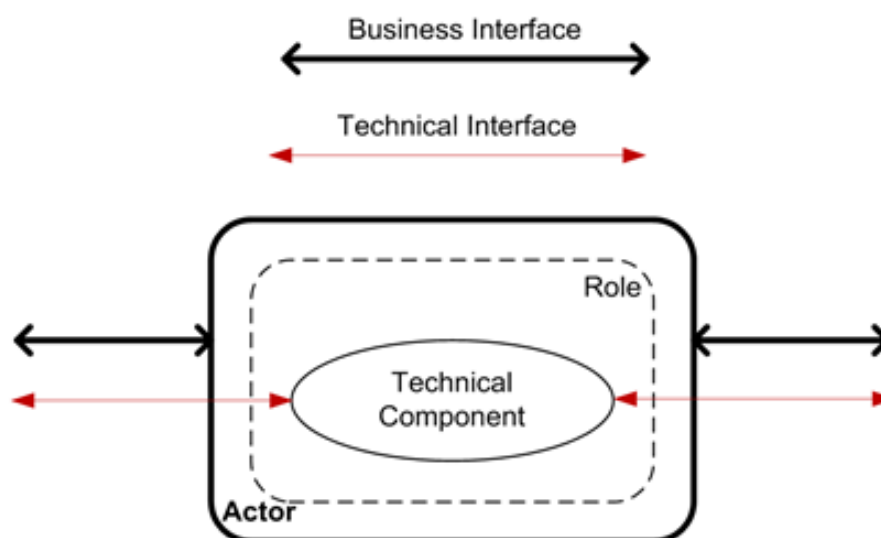 Business Interface
Technical Interface
Role
Technical
Component
Actor